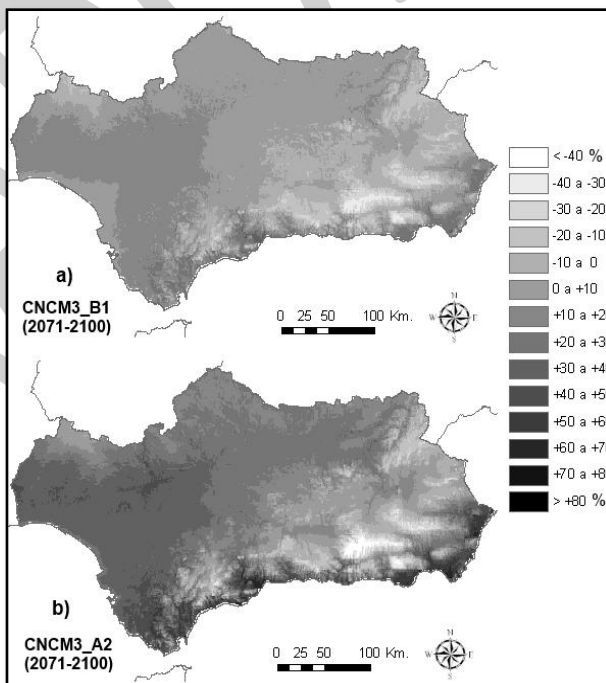 a)
CNCM3_B1
(2071-2100)
0 25 50 100 Km.
b)
CNCM3_A2
(2071-2100)
0 25 50 100 Km.
< -40 %
-40 a -30
-30 a -20
-20 a -10
-10 a 0
0 a +10
+10 a +2
+20 a +3
+30 a +4
+40 a +5
+50 a +6
+60 a +7
+70 a +8
> +80 %